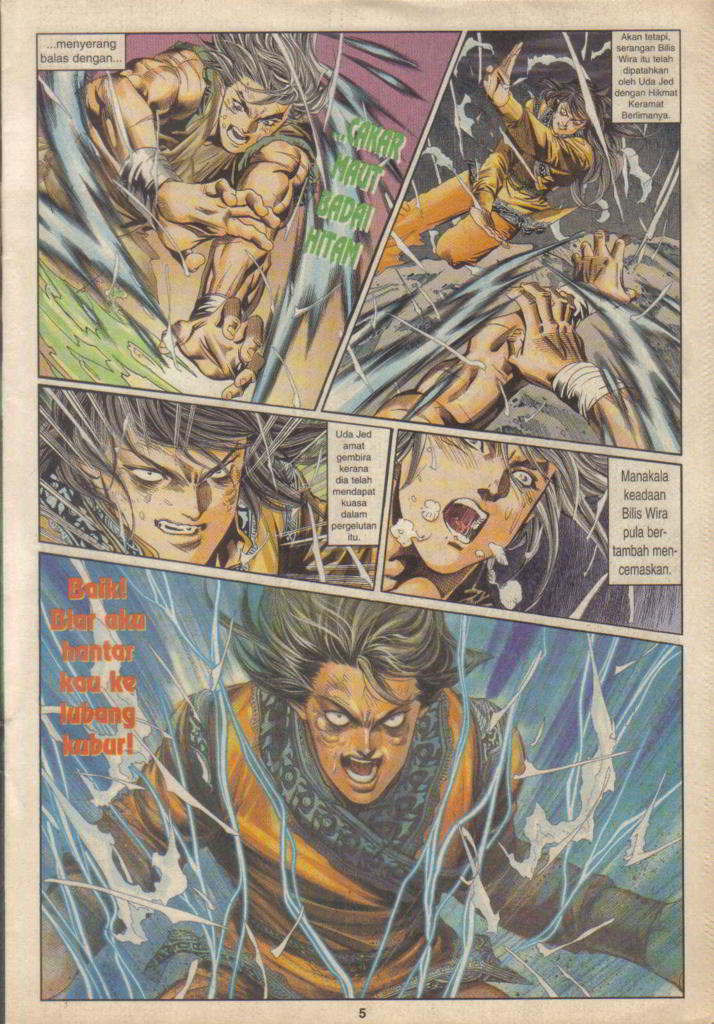 ...menyerang
balas dengan...
...CAKAR
MAUT
BADAI
HITAM
Akan tetapi,
serangan Bilis
Wira itu telah
dipatahkan
oleh Uda Jed
dengan Hikmat
Keramat
Berlimanya.
Uda Jed
amat
gembira
kerana
dia telah
mendapat
kuasa
dalam
pergelutan
itu.
Manakala
keadaan
Bilis Wira
pula ber-
tambah men-
cemaskan.
Baik!
Biar aku
hantar
kau ke
lubang
kubur!
5